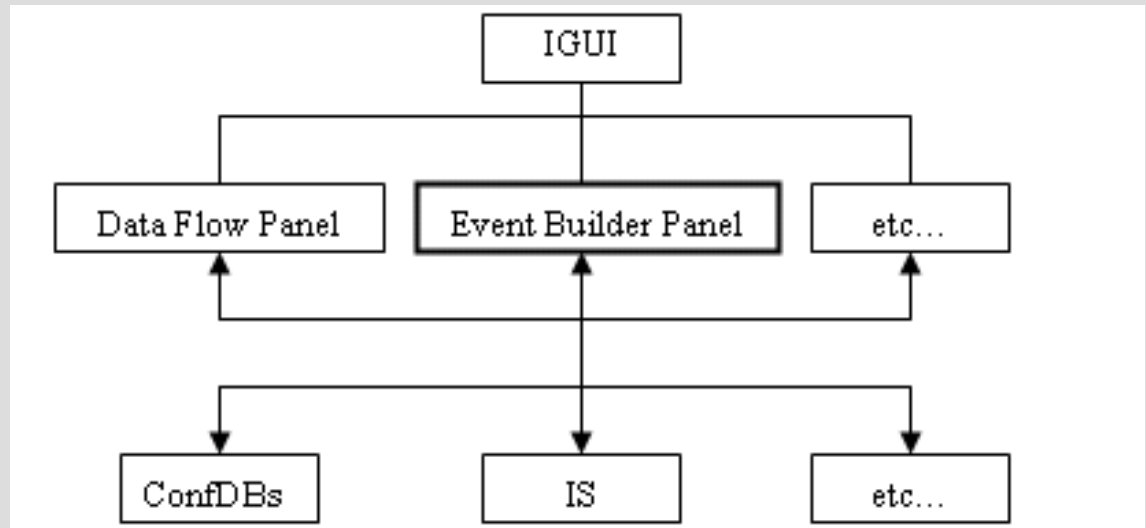 IGUI
Data Flow Panel
Event Builder Panel
etc...
ConfDBs
IS
etc...